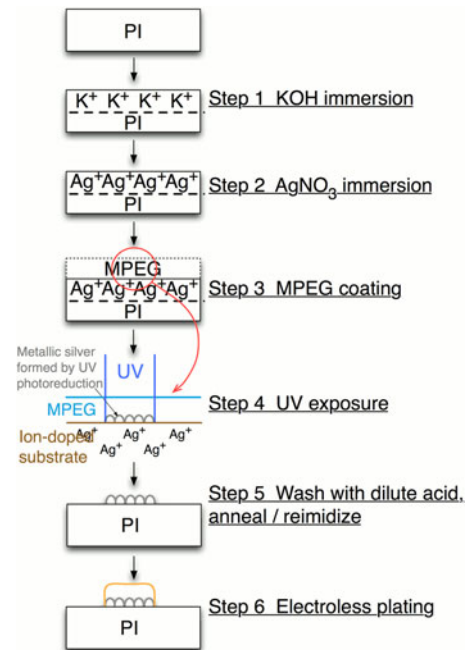 PI
K+ K+ K+ K+
PI
Step 1 KOH immersion
Ag+Ag+Ag+Ag+
PI
Step 2 AgNO3 immersion
MPEG
Ag+Ag+Ag+Ag+
PI
Step 3 MPEG coating
Metallic silver
formed by UV
photoreduction
UV
MPEG
Step 4 UV exposure
Ion-doped
substrate
Ag+ Ag+ Ag+
Ag+ Ag+
Step 5 Wash with dilute acid,
anneal / reimidize
PI
Step 6 Electroless plating
PI